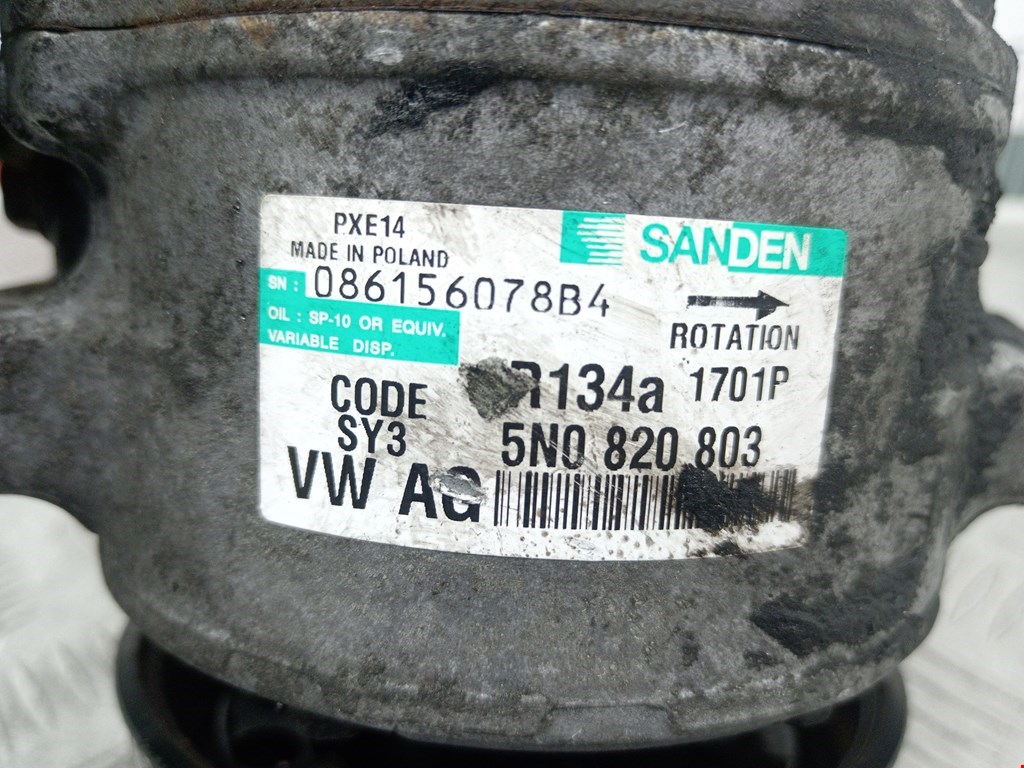 PXE14
MADE IN POLAND
SANDEN
SN : 086156078B4
OIL : SP-10 OR EQUIV.
VARIABLE DISP.
ROTATION
CODE
SY3
R134a 1701P
5N0 820 803
VW AG